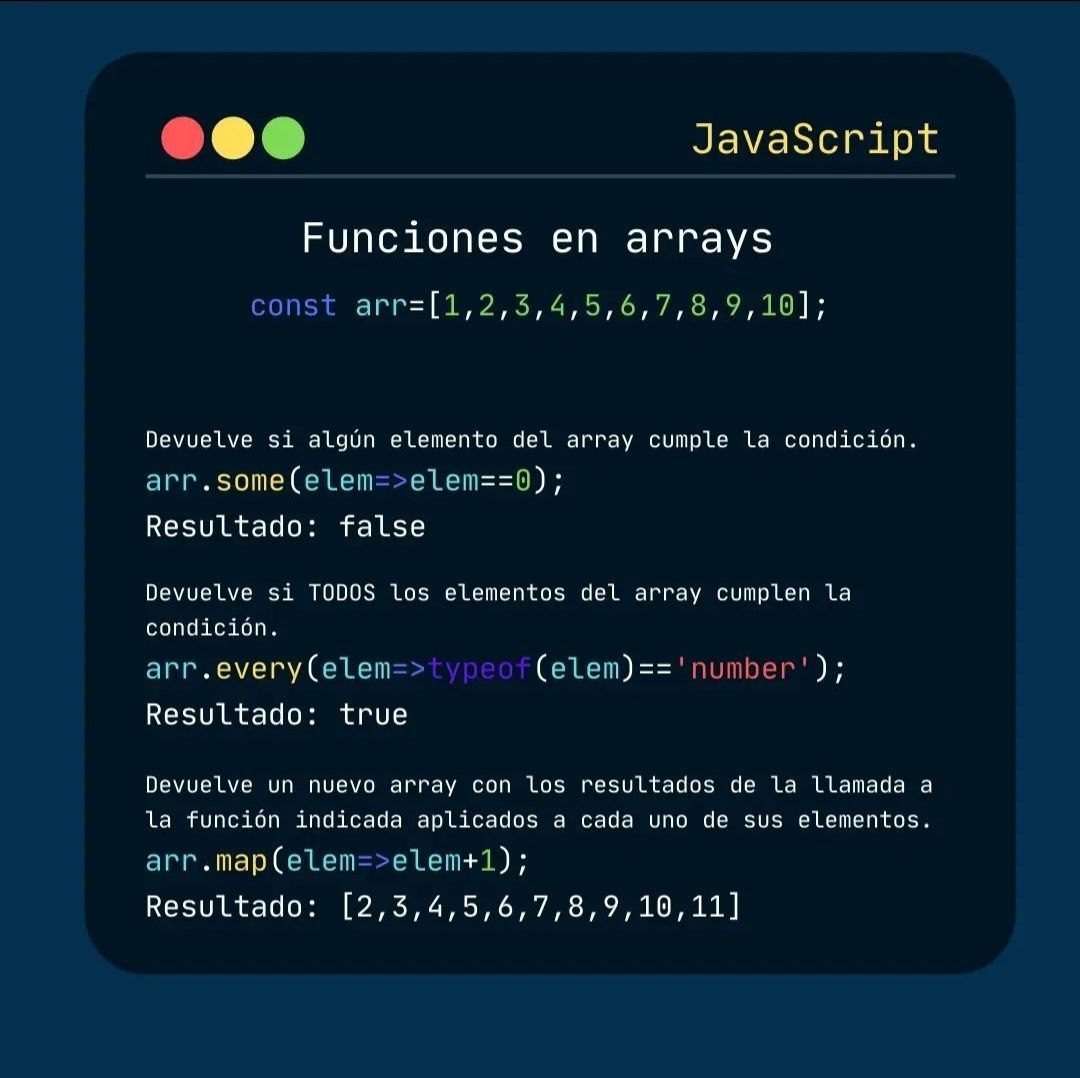 JavaScript
Funciones en arrays
const arr=[1,2,3,4,5,6,7,8,9,10];
Devuelve si algún elemento del array cumple la condición.
arr.some(elem=>elem==0);
Resultado: false
Devuelve si TODOS los elementos del array cumplen la
condición.
arr.every(elem=>typeof(elem)=='number');
Resultado: true
Devuelve un nuevo array con los resultados de la llamada a
la función indicada aplicados a cada uno de sus elementos.
arr.map(elem=>elem+1);
Resultado: [2,3,4,5,6,7,8,9,10,11]